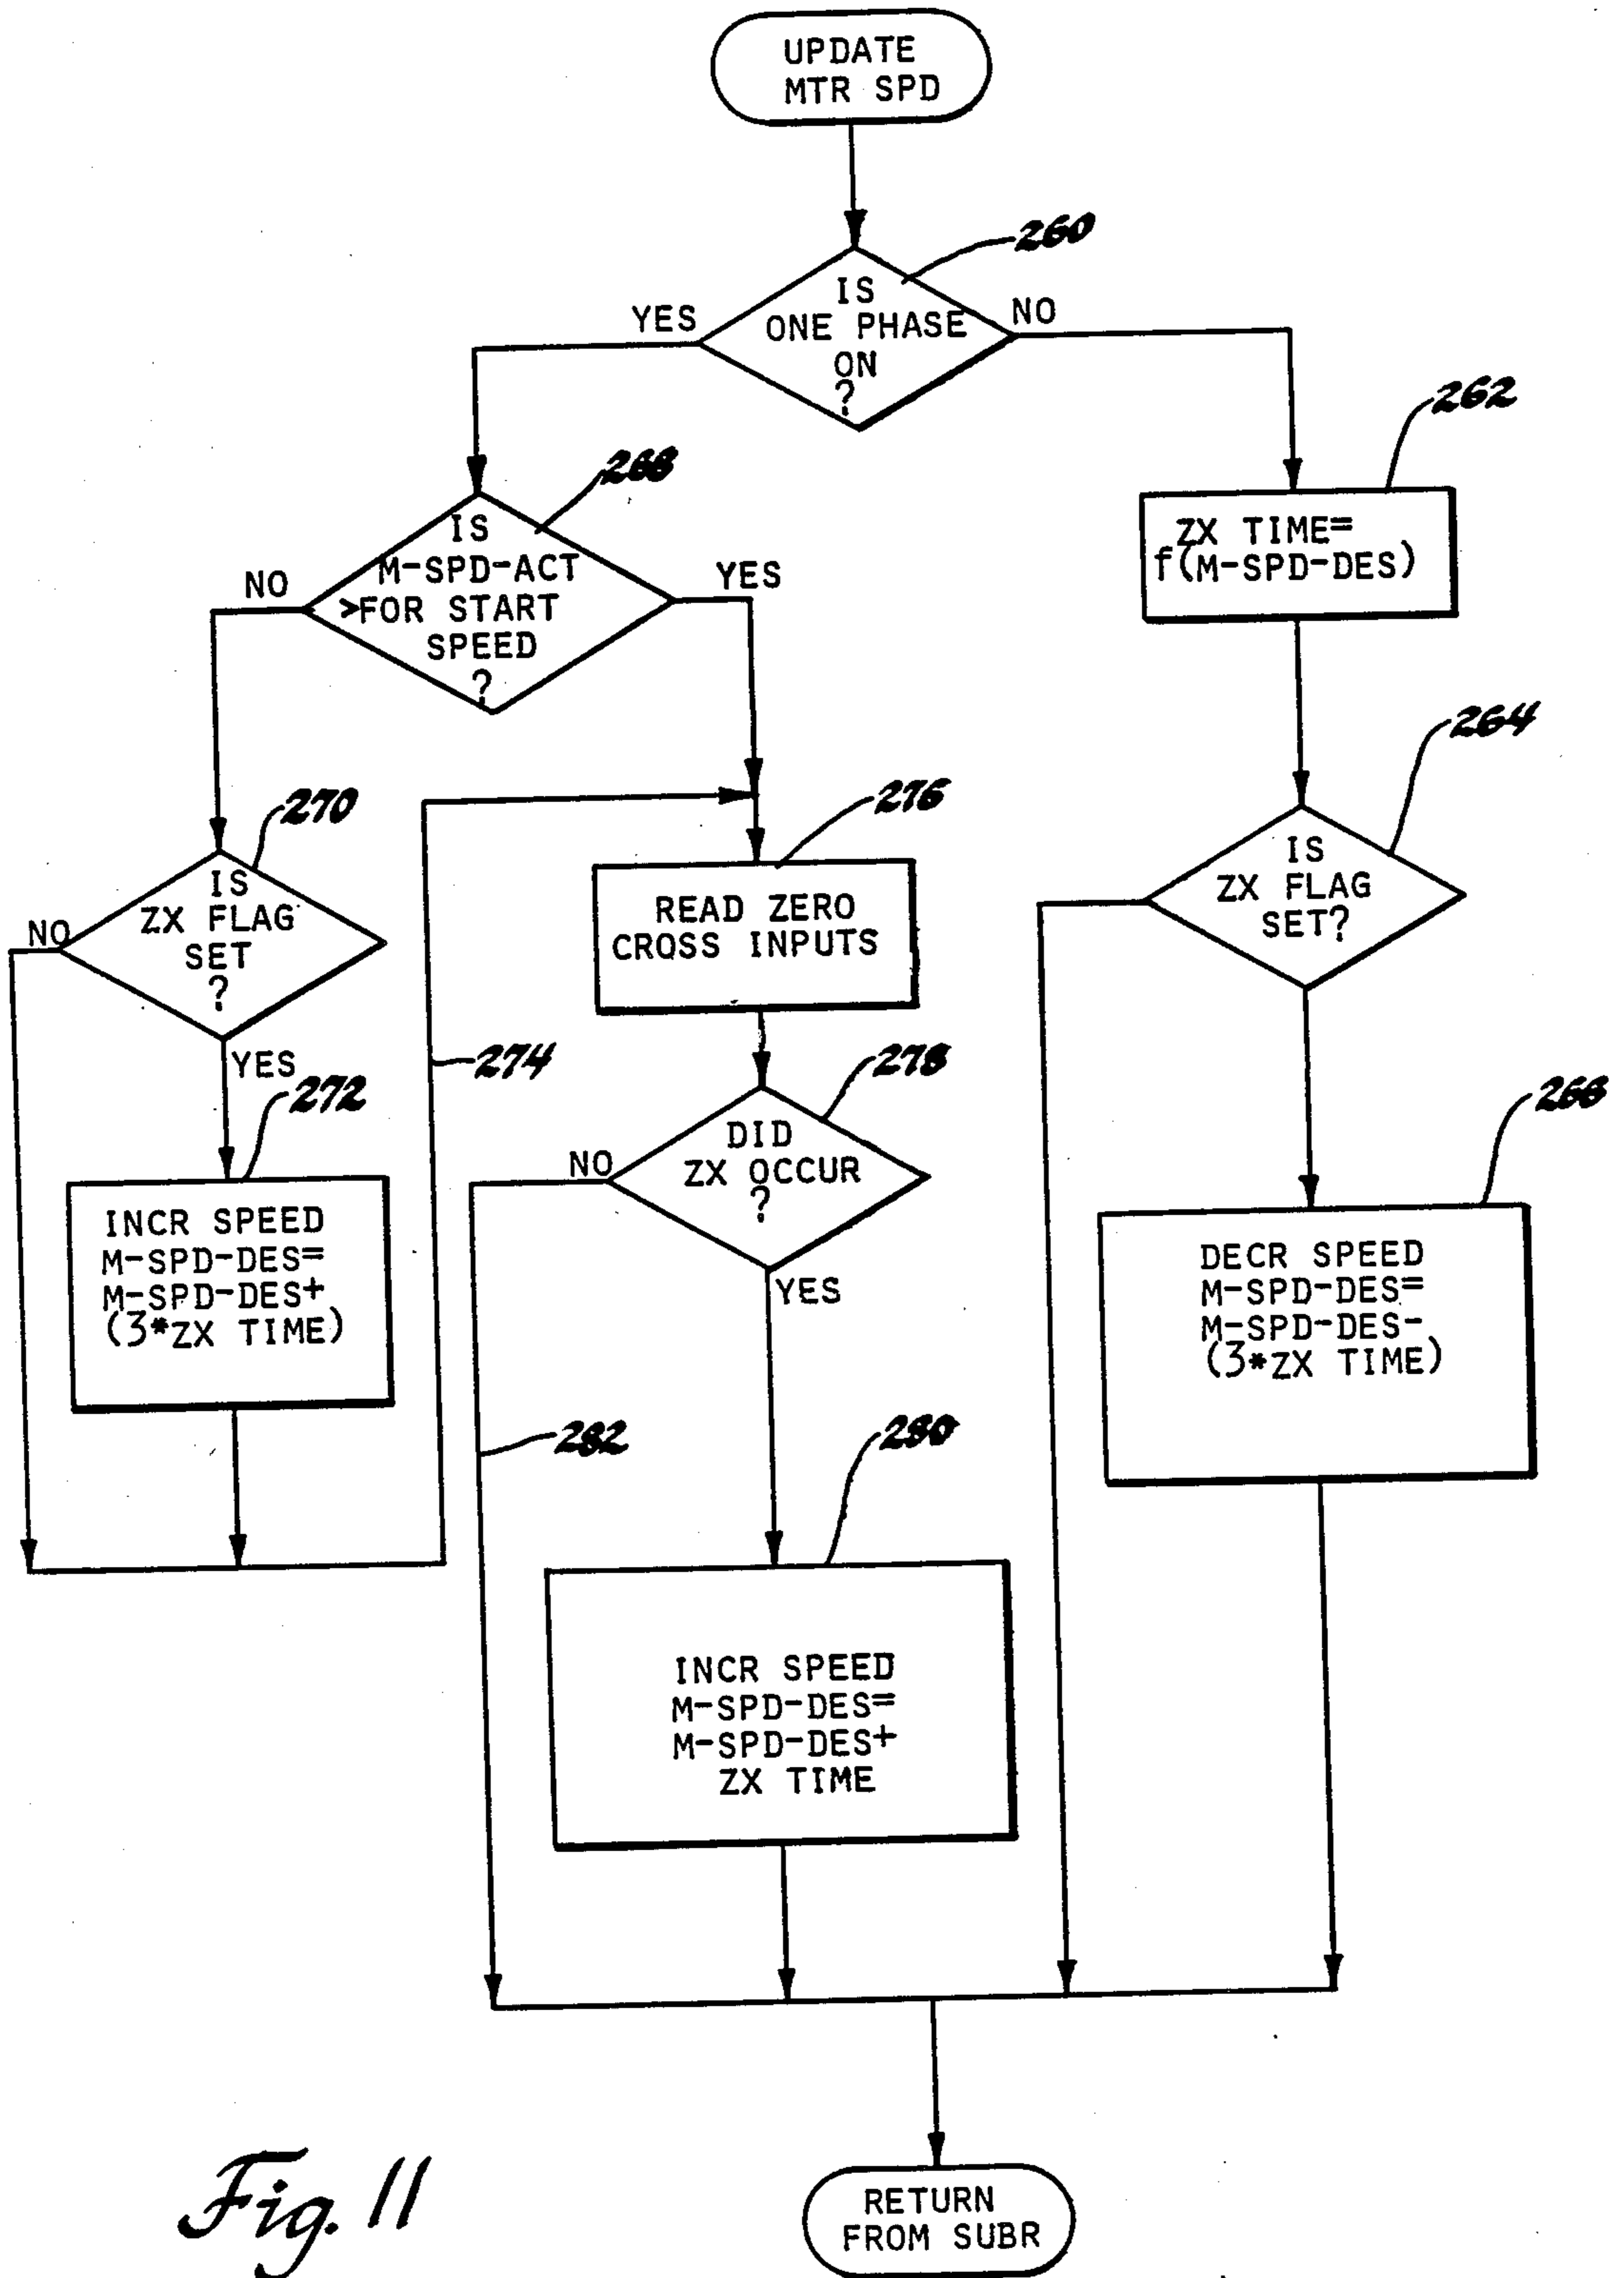 UPDATE
MTR SPD
260
IS
ONE PHASE
ON
?
YES
NO
262
ZX TIME=
f(M-SPD-DES)
268
IS
M-SPD-ACT
>FOR START
SPEED
?
NO
YES
264
IS
ZX FLAG
SET?
270
IS
ZX FLAG
SET
?
NO
YES
276
READ ZERO
CROSS INPUTS
274
278
DID
ZX OCCUR
?
NO
YES
272
INCR SPEED
M-SPD-DES=
M-SPD-DES+
(3*ZX TIME)
266
DECR SPEED
M-SPD-DES=
M-SPD-DES-
(3*ZX TIME)
282
280
INCR SPEED
M-SPD-DES=
M-SPD-DES+
ZX TIME
RETURN
FROM SUBR
Fig. 11